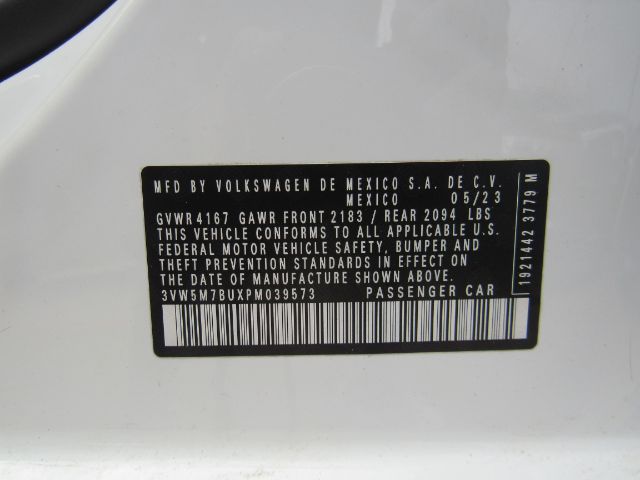 MFD BY VOLKSWAGEN DE MEXICO S.A. DE C.V.
MEXICO 05/23
GVWR 4167 GAWR FRONT 2183 / REAR 2094 LBS
THIS VEHICLE CONFORMS TO ALL APPLICABLE U.S.
FEDERAL MOTOR VEHICLE SAFETY, BUMPER AND
THEFT PREVENTION STANDARDS IN EFFECT ON
THE DATE OF MANUFACTURE SHOWN ABOVE.
3VW5M7BUXPM039573 PASSENGER CAR
1921442 3779 M